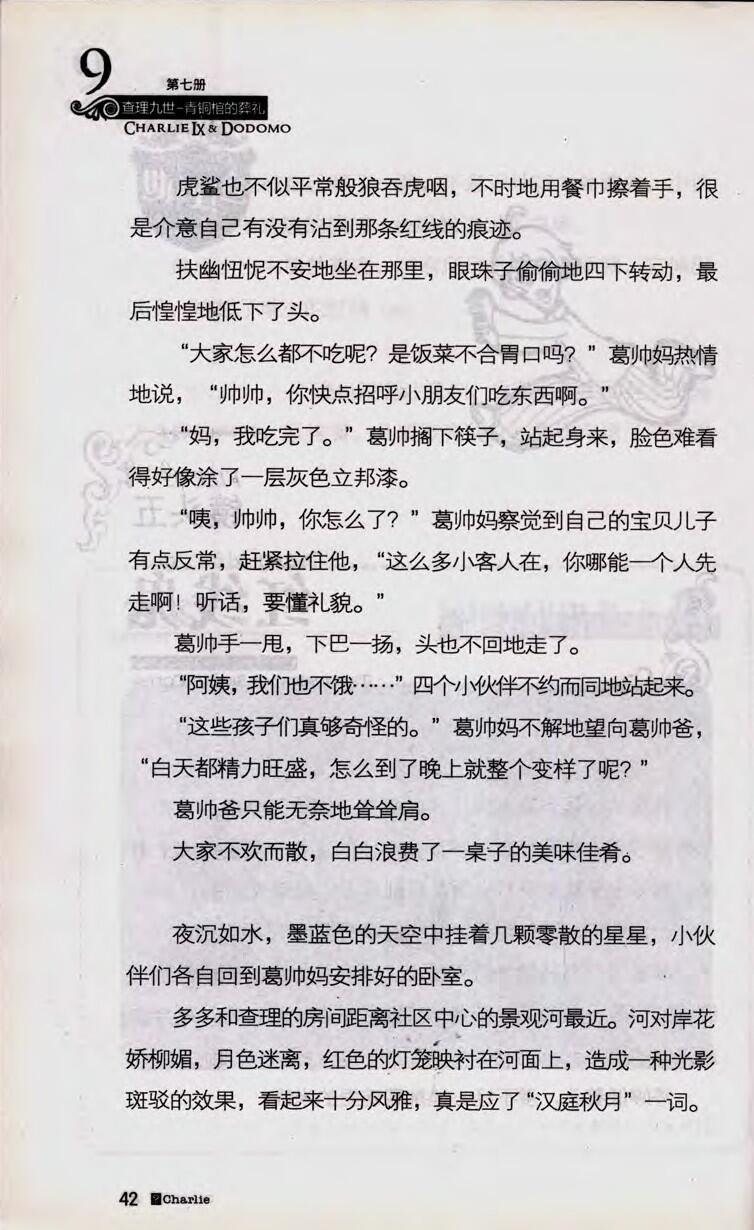 9
第七册
查理九世-青铜棺的葬礼
CHARLIE IX & DODOMO
虎鲨也不似平常般狼吞虎咽，不时地用餐巾擦着手，很
是介意自己有没有沾到那条红线的痕迹。
扶幽忸怩不安地坐在那里，眼珠子偷偷地四下转动，最
后惶惶地低下了头。
“大家怎么都不吃呢？是饭菜不合胃口吗？”葛帅妈热情
地说，“帅帅，你快点招呼小朋友们吃东西啊。”
“妈，我吃完了。”葛帅搁下筷子，站起身来，脸色难看
得好像涂了一层灰色立邦漆。
“咦，帅帅，你怎么了？”葛帅妈察觉到自己的宝贝儿子
有点反常，赶紧拉住他，“这么多小客人在，你哪能一个人先
走啊！听话，要懂礼貌。”
葛帅手一甩，下巴一扬，头也不回地走了。
“阿姨，我们也不饿……”四个小伙伴不约而同地站起来。
“这些孩子们真够奇怪的。”葛帅妈不解地望向葛帅爸，
“白天都精力旺盛，怎么到了晚上就整个变样了呢？”
葛帅爸只能无奈地耸耸肩。
大家不欢而散，白白浪费了一桌子的美味佳肴。
夜沉如水，墨蓝色的天空中挂着几颗零散的星星，小伙
伴们各自回到葛帅妈安排好的卧室。
多多和查理的房间距离社区中心的景观河最近。河对岸花
娇柳媚，月色迷离，红色的灯笼映衬在河面上，造成一种光影
斑驳的效果，看起来十分风雅，真是应了“汉庭秋月”一词。
42 Charlie